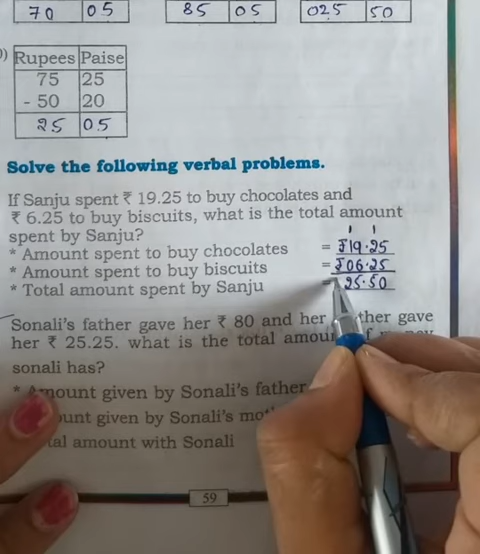 70 05 85 05 025 50
Rupees Paise
75 25
- 50 20
25 05
Solve the following verbal problems.
If Sanju spent ₹ 19.25 to buy chocolates and
₹ 6.25 to buy biscuits, what is the total amount
spent by Sanju?
1 1
* Amount spent to buy chocolates = ₹19.25
* Amount spent to buy biscuits = ₹06.25
* Total amount spent by Sanju = 25.50
Sonali's father gave her ₹ 80 and her ther gave
her ₹ 25.25. what is the total amou
sonali has?
* Amount given by Sonali's father
ount given by Sonali's mo
tal amount with Sonali
59